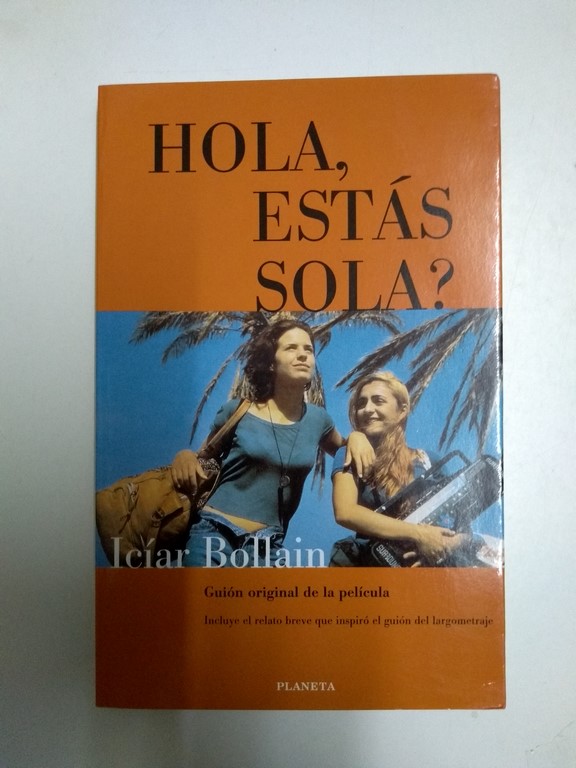 HOLA,
ESTÁS
SOLA?
Icíar Bollain
Guión original de la película
Incluye el relato breve que inspiró el guión del largometraje
PLANETA